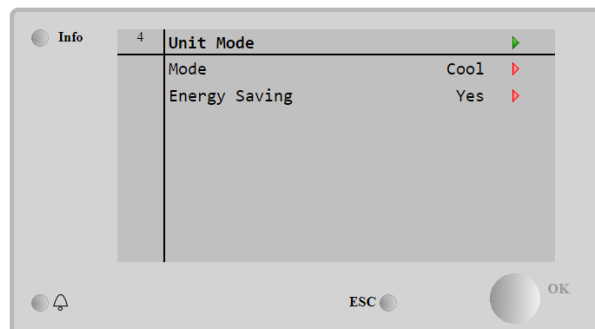 Info
4 Unit Mode
Mode Cool
Energy Saving Yes
ESC
OK